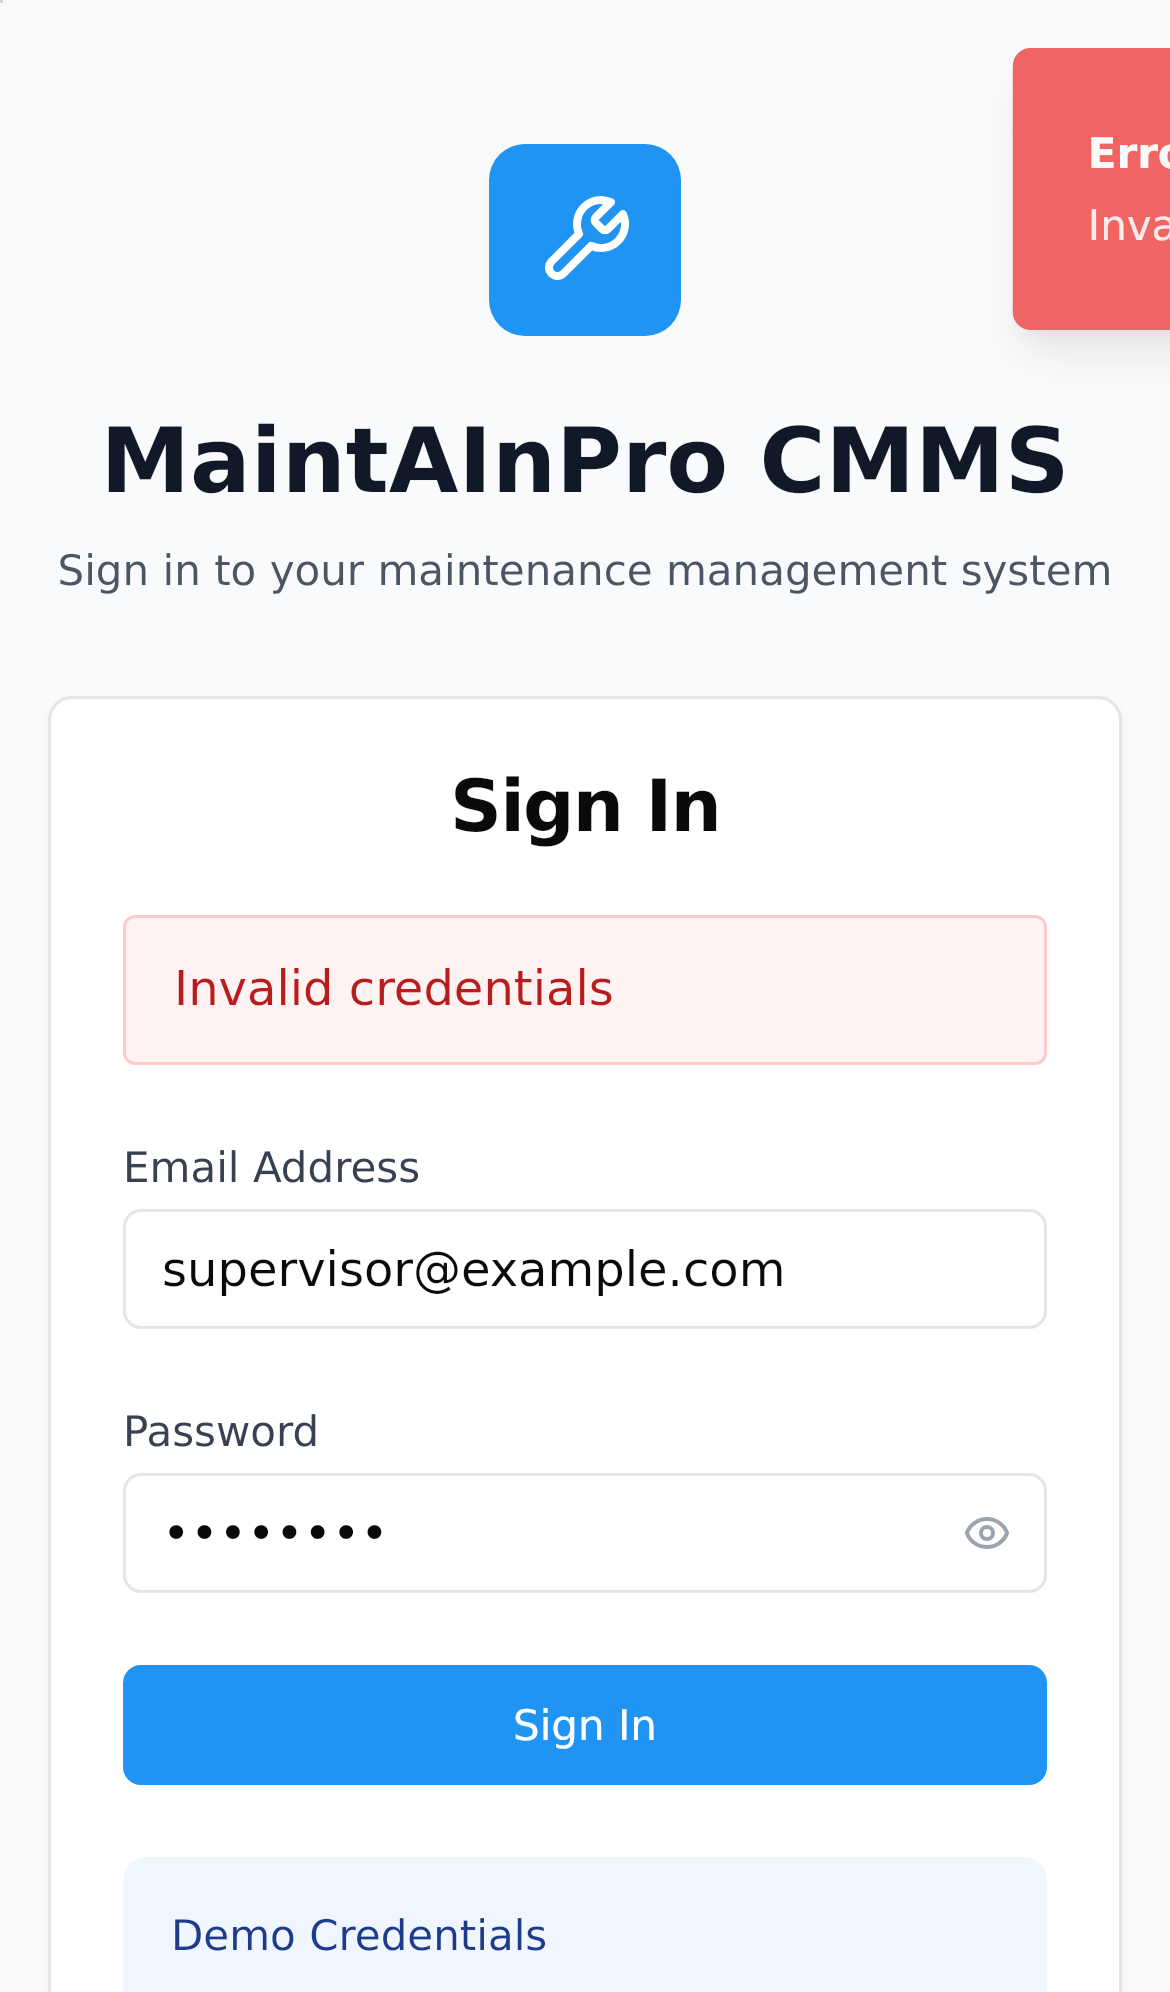 Erro
Inva
MaintAInPro CMMS
Sign in to your maintenance management system
Sign In
Invalid credentials
Email Address
supervisor@example.com
Password
••••••••
Sign In
Demo Credentials